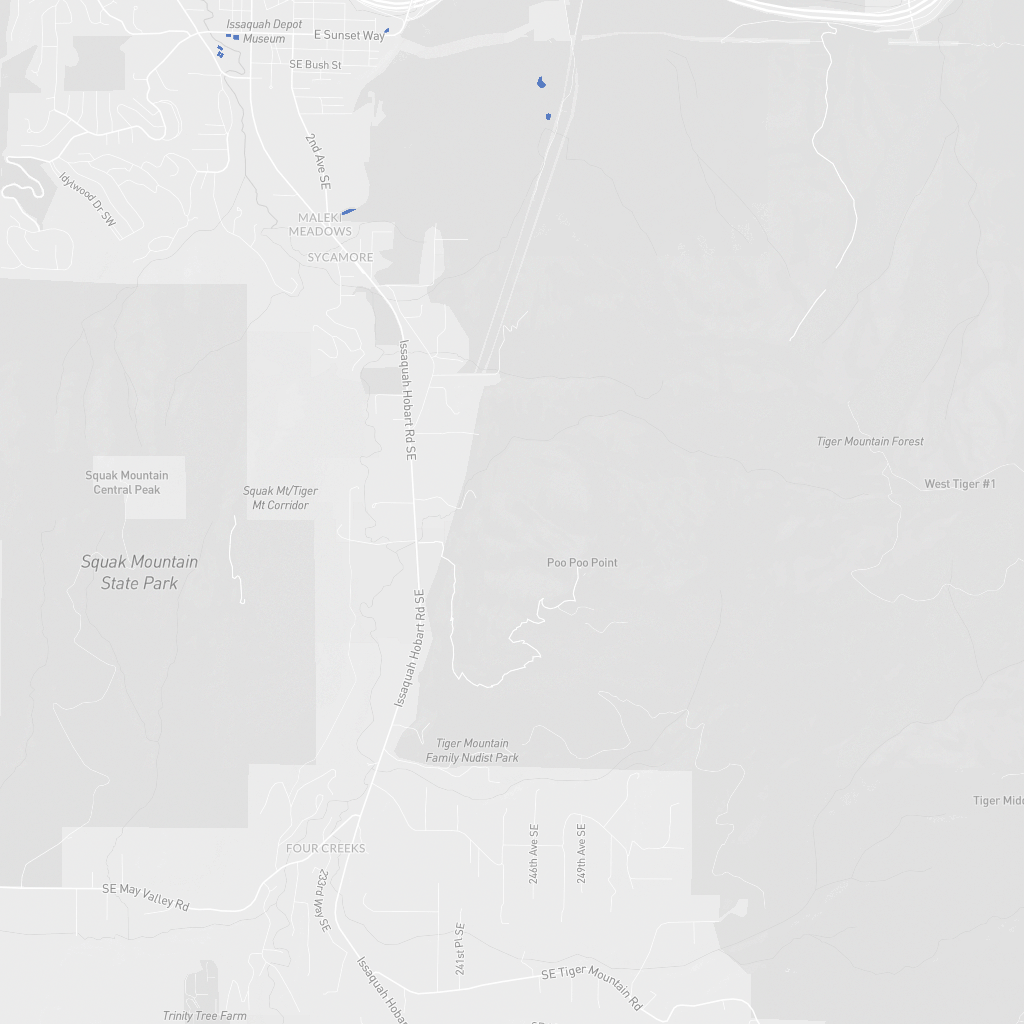 Issaquah Depot
Museum
E Sunset Way
SE Bush St
2nd Ave SE
Idylwood Dr SW
MALEKI
MEADOWS
SYCAMORE
Issaquah Hobart Rd SE
Tiger Mountain Forest
West Tiger #1
Squak Mountain
Central Peak
Squak Mt/Tiger
Mt Corridor
Squak Mountain
State Park
Poo Poo Point
Issaquah Hobart Rd SE
Tiger Mountain
Family Nudist Park
Tiger Midd
FOUR CREEKS
246th Ave SE
249th Ave SE
SE May Valley Rd
233rd Way SE
241st Pl SE
Issaquah Hobar
SE Tiger Mountain Rd
Trinity Tree Farm